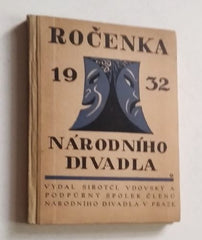 ROČENKA
19 32
NÁRODNÍHO
DIVADLA
VYDAL SIROTČÍ, VDOVSKÝ A
PODPŮRNÝ SPOLEK ČLENŮ
NÁRODNÍHO DIVADLA V PRAZE